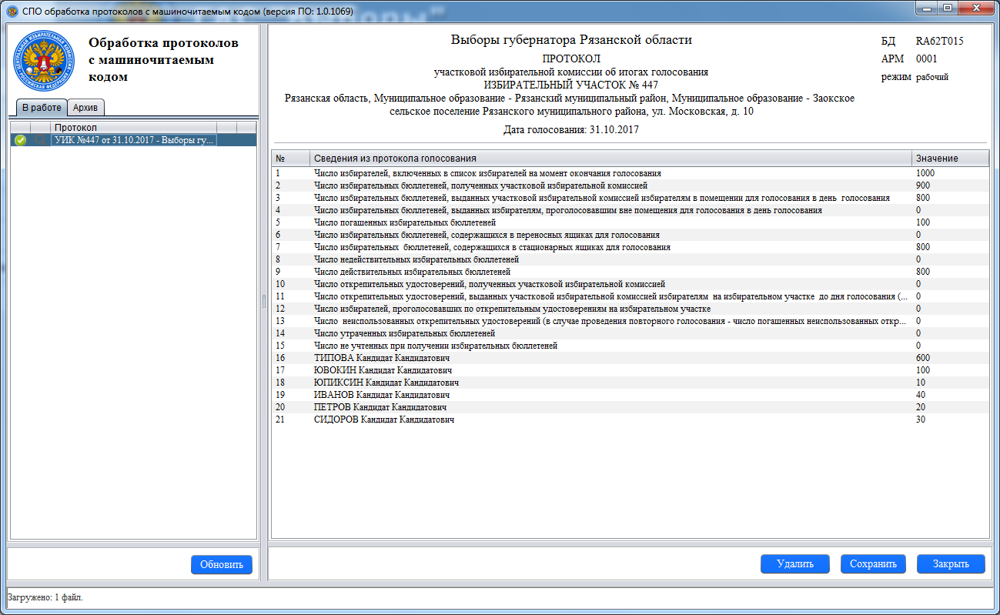 СПО обработка протоколов с машиночитаемым кодом (версия ПО: 1.0.1069)
Обработка протоколов
с машиночитаемым
кодом
В работе
Архив
Протокол
УИК №447 от 31.10.2017 - Выборы гу...
Обновить
Выборы губернатора Рязанской области
ПРОТОКОЛ
участковой избирательной комиссии об итогах голосования
ИЗБИРАТЕЛЬНЫЙ УЧАСТОК № 447
Рязанская область, Муниципальное образование - Рязанский муниципальный район, Муниципальное образование - Заокское
сельское поселение Рязанского муниципального района, ул. Московская, д. 10
Дата голосования: 31.10.2017
БД RA62T015
АРМ 0001
режим рабочий
№ Сведения из протокола голосования Значение
1 Число избирателей, включенных в список избирателей на момент окончания голосования 1000
2 Число избирательных бюллетеней, полученных участковой избирательной комиссией 900
3 Число избирательных бюллетеней, выданных участковой избирательной комиссией избирателям в помещении для голосования в день голосования 800
4 Число избирательных бюллетеней, выданных избирателям, проголосовавшим вне помещения для голосования в день голосования 0
5 Число погашенных избирательных бюллетеней 100
6 Число избирательных бюллетеней, содержащихся в переносных ящиках для голосования 0
7 Число избирательных бюллетеней, содержащихся в стационарных ящиках для голосования 800
8 Число недействительных избирательных бюллетеней 0
9 Число действительных избирательных бюллетеней 800
10 Число открепительных удостоверений, полученных участковой избирательной комиссией 0
11 Число открепительных удостоверений, выданных участковой избирательной комиссией избирателям на избирательном участке до дня голосования (... 0
12 Число избирателей, проголосовавших по открепительным удостоверениям на избирательном участке 0
13 Число неиспользованных открепительных удостоверений (в случае проведения повторного голосования - число погашенных неиспользованных откр... 0
14 Число утраченных избирательных бюллетеней 0
15 Число не учтенных при получении избирательных бюллетеней 0
16 ТИПОВА Кандидат Кандидатович 600
17 ЮВОКИН Кандидат Кандидатович 100
18 ЮПИКСИН Кандидат Кандидатович 10
19 ИВАНОВ Кандидат Кандидатович 40
20 ПЕТРОВ Кандидат Кандидатович 20
21 СИДОРОВ Кандидат Кандидатович 30
Удалить
Сохранить
Закрыть
Загружено: 1 файл.